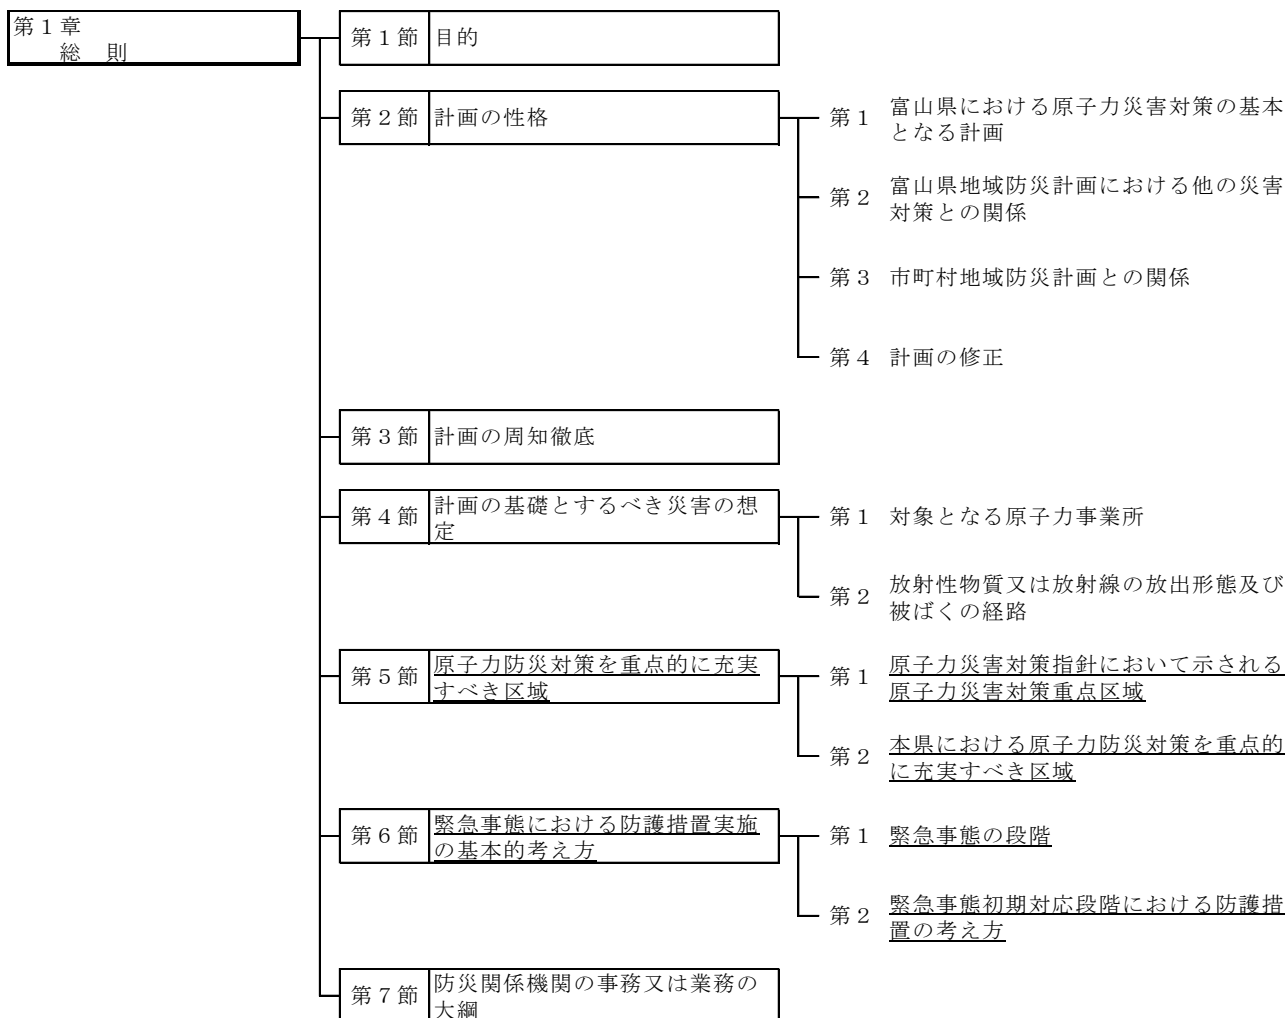 第１章
総　則
第１節 目的
第２節 計画の性格
第１ 富山県における原子力災害対策の基本
となる計画
第２ 富山県地域防災計画における他の災害
対策との関係
第３ 市町村地域防災計画との関係
第４ 計画の修正
第３節 計画の周知徹底
第４節 計画の基礎とするべき災害の想
定
第１ 対象となる原子力事業所
第２ 放射性物質又は放射線の放出形態及び
被ばくの経路
第５節 原子力防災対策を重点的に充実
すべき区域
第１ 原子力災害対策指針において示される
原子力災害対策重点区域
第２ 本県における原子力防災対策を重点的
に充実すべき区域
第６節 緊急事態における防護措置実施
の基本的考え方
第１ 緊急事態の段階
第２ 緊急事態初期対応段階における防護措
置の考え方
第７節 防災関係機関の事務又は業務の
大綱